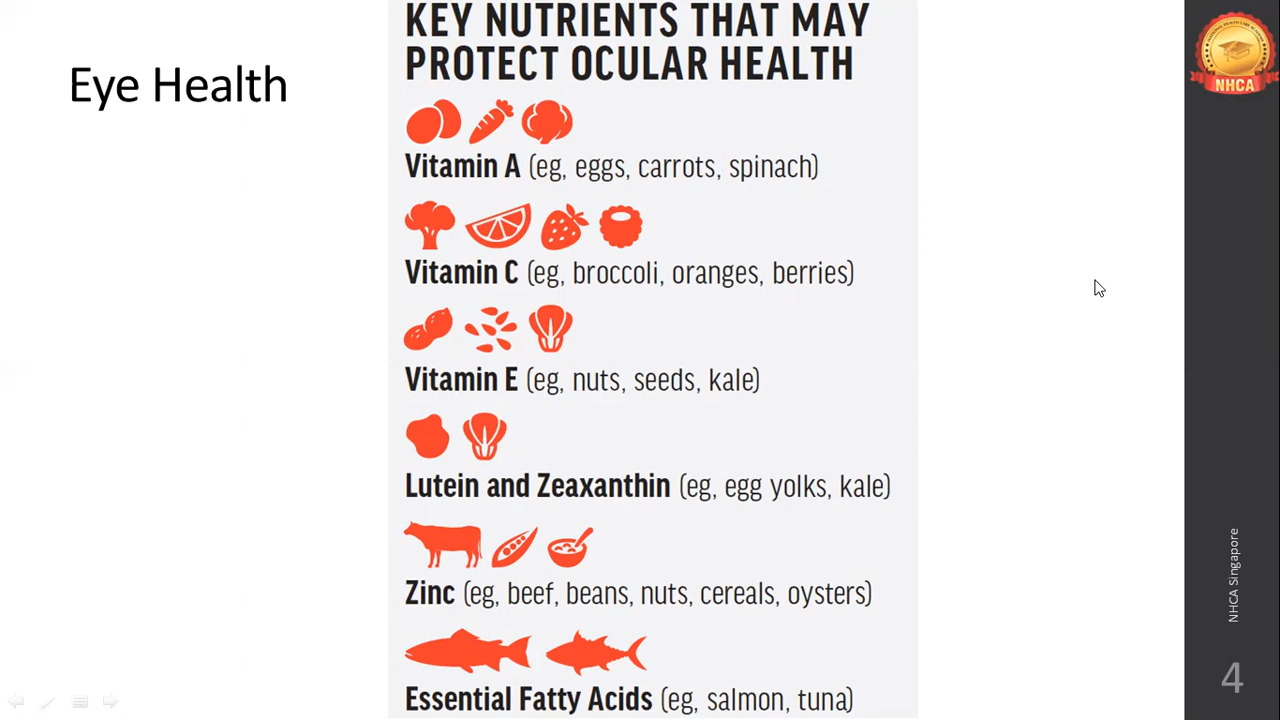 Eye Health
KEY NUTRIENTS THAT MAY
PROTECT OCULAR HEALTH
Vitamin A (eg, eggs, carrots, spinach)
Vitamin C (eg, broccoli, oranges, berries)
Vitamin E (eg, nuts, seeds, kale)
Lutein and Zeaxanthin (eg, egg yolks, kale)
Zinc (eg, beef, beans, nuts, cereals, oysters)
Essential Fatty Acids (eg, salmon, tuna)
NHCA
NHCA Singapore
4